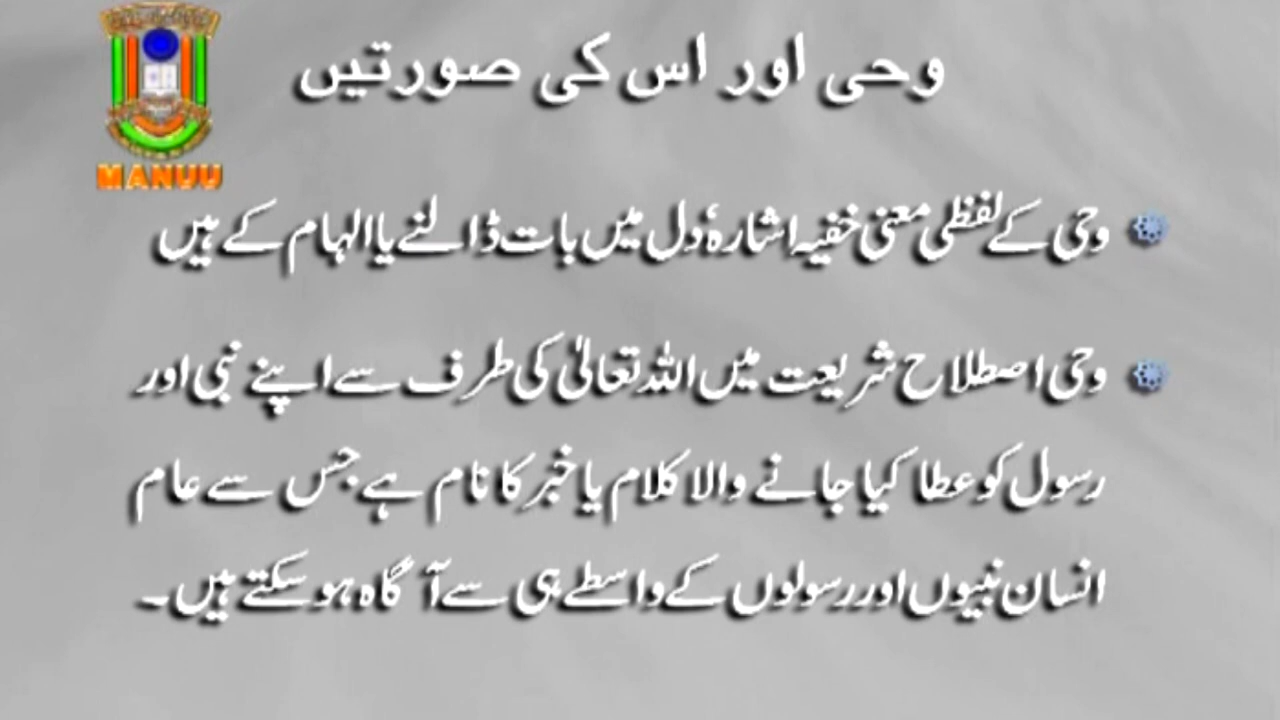 وحی اور اس کی صورتیں
MANUU
وحی کے لفظی معنی خفیہ اشارہ‘ دل میں بات ڈالنے یا الہام کے ہیں
وحی اصطلاح شریعت میں اللہ تعالیٰ کی طرف سے اپنے نبی اور
رسول کو عطا کیا جانے والا کلام یا خبر کا نام ہے جس سے عام
انسان نبیوں اور رسولوں کے واسطے ہی سے آگاہ ہو سکتے ہیں۔